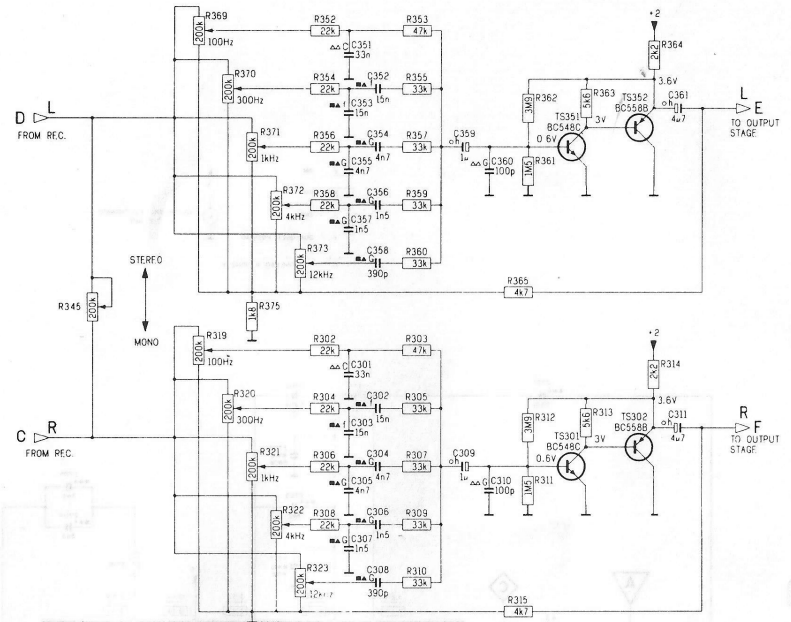 R369
200k
100Hz
R352
22k
R353
47k
C351
33n
R370
200k
300Hz
R354
22k
C352
15n
R355
33k
C353
15n
D L
FROM REC.
R371
200k
1kHz
R356
22k
C354
4n7
R357
33k
C355
4n7
R372
200k
4kHz
R358
22k
C356
1n5
R359
33k
C357
1n5
R373
200k
12kHz
C358
390p
R360
33k
C359
1µ
C360
100p
R362
3M9
0.6V
R361
1M5
TS351
BC548C
R363
5k6
3V
+2
R364
2k2
3.6V
TS352
BC558B
C361
4µ7
L E
TO OUTPUT
STAGE
R365
4k7
R375
1k8
STEREO
MONO
R345
200k
R319
200k
100Hz
R302
22k
R303
47k
C301
33n
R320
200k
300Hz
R304
22k
C302
15n
R305
33k
C303
15n
C R
FROM REC.
R321
200k
1kHz
R306
22k
C304
4n7
R307
33k
C305
4n7
R322
200k
4kHz
R308
22k
C306
1n5
R309
33k
C307
1n5
R323
200k
C308
390p
R310
33k
C309
1µ
C310
100p
R312
3M9
0.6V
R311
1M5
TS301
BC548C
R313
5k6
3V
+2
R314
2k2
3.6V
TS302
BC558B
C311
4µ7
R F
TO OUTPUT
STAGE
R315
4k7